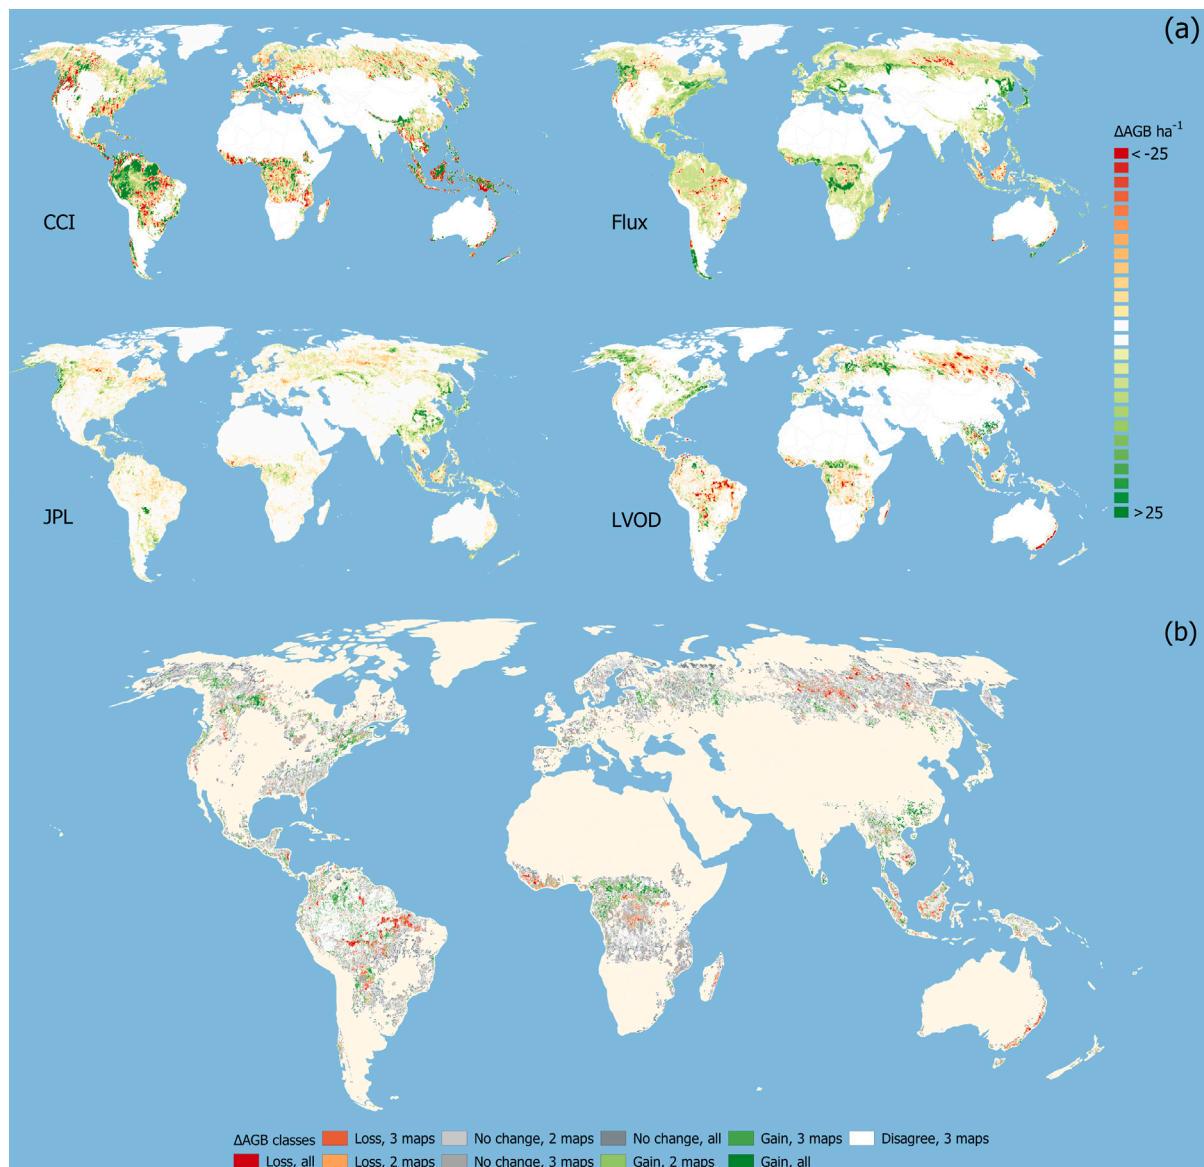 (a)
ΔAGB ha⁻¹
< -25
CCI
Flux
JPL
LVOD
> 25
(b)
ΔAGB classes
Loss, 3 maps
No change, 2 maps
No change, all
Gain, 3 maps
Disagree, 3 maps
Loss, all
Loss, 2 maps
No change, 3 maps
Gain, 2 maps
Gain, all